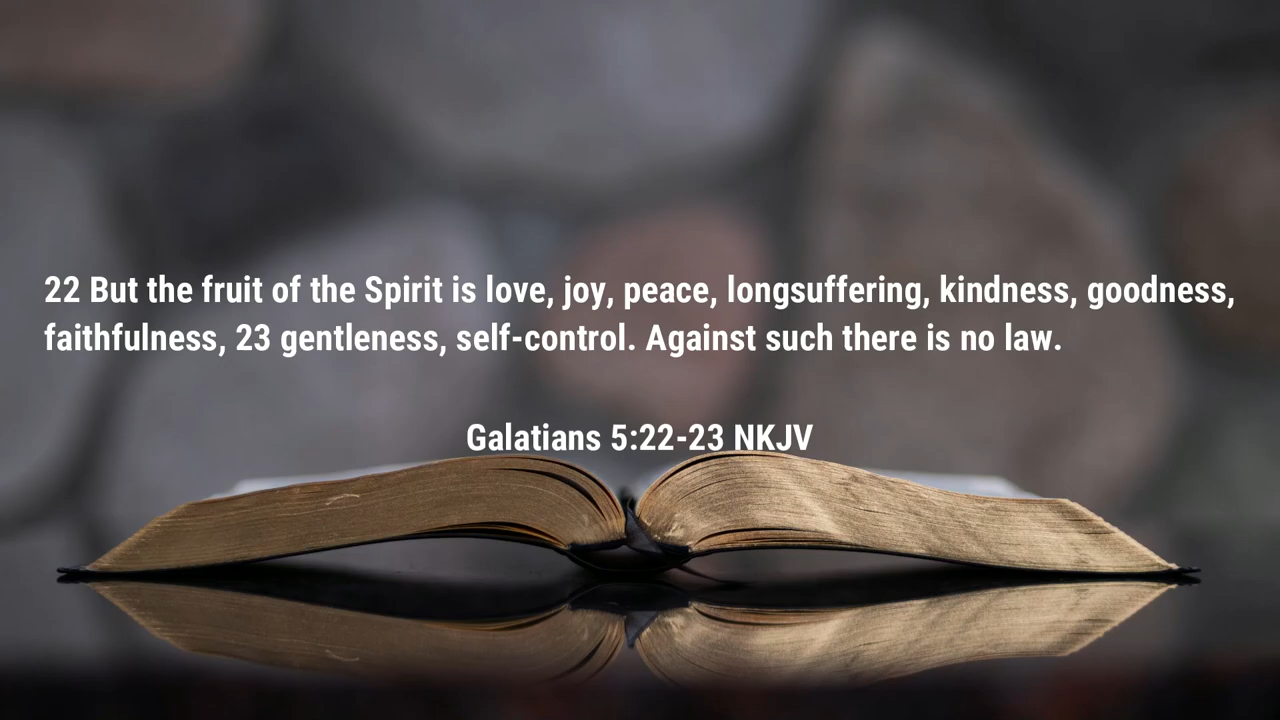 22 But the fruit of the Spirit is love, joy, peace, longsuffering, kindness, goodness,
faithfulness, 23 gentleness, self-control. Against such there is no law.
Galatians 5:22-23 NKJV